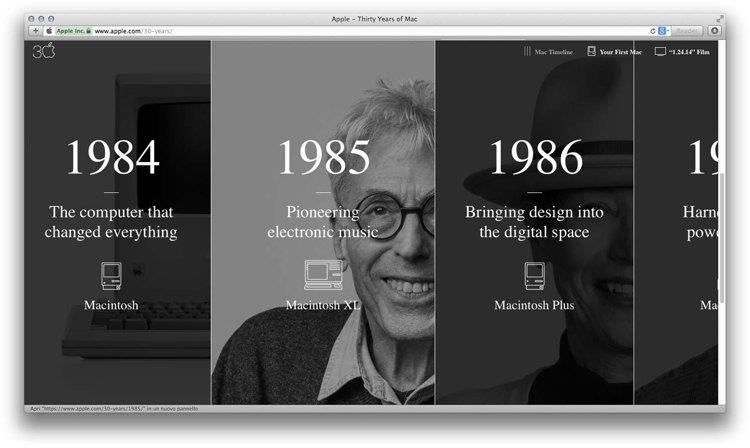 Apple – Thirty Years of Mac
Apple Inc. www.apple.com/30-years/
Reader
30
Mac Timeline
Your First Mac
“1.24.14” Film
1984
The computer that
changed everything
Macintosh
1985
Pioneering
electronic music
Macintosh XL
1986
Bringing design into
the digital space
Macintosh Plus
19
Harne
powe
Ma
Apri "https://www.apple.com/30-years/1985/" in un nuovo pannello